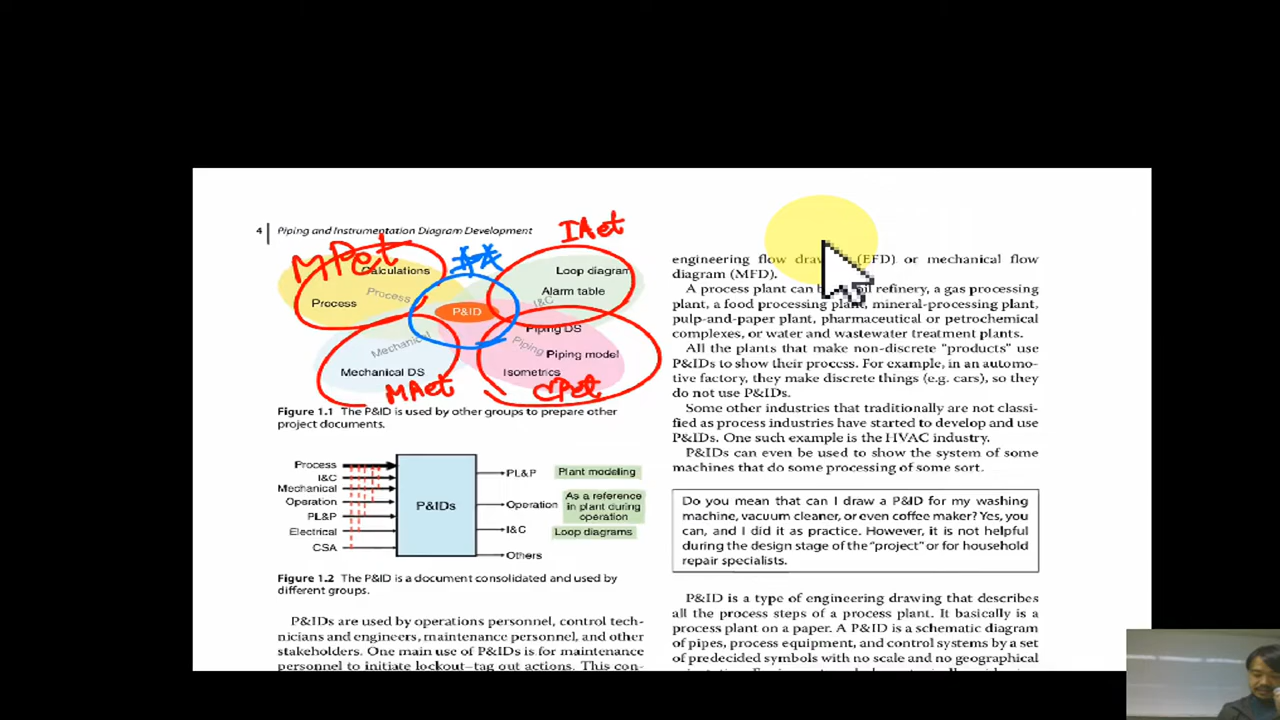 4 | Piping and Instrumentation Diagram Development
MPet
IAet
Calculations
Process
Process
P&ID
Loop diagram
Alarm table
I&C
Mechanical
Mechanical DS
MAet
Piping DS
Piping
Piping model
Isometrics
CPet
Figure 1.1 The P&ID is used by other groups to prepare other
project documents.
Process
I&C
Mechanical
Operation
PL&P
Electrical
CSA
P&IDs
PL&P
Operation
I&C
Others
Plant modeling
As a reference
in plant during
operation
Loop diagrams
Figure 1.2 The P&ID is a document consolidated and used by
different groups.
P&IDs are used by operations personnel, control tech-
nicians and engineers, maintenance personnel, and other
stakeholders. One main use of P&IDs is for maintenance
personnel to initiate lockout–tag out actions. This con-
engineering flow (EFD) or mechanical flow
diagram (MFD).
A process plant can refinery, a gas processing
plant, a food processing plant, mineral-processing plant,
pulp-and-paper plant, pharmaceutical or petrochemical
complexes, or water and wastewater treatment plants.
All the plants that make non-discrete “products” use
P&IDs to show their process. For example, in an automo-
tive factory, they make discrete things (e.g. cars), so they
do not use P&IDs.
Some other industries that traditionally are not classi-
fied as process industries have started to develop and use
P&IDs. One such example is the HVAC industry.
P&IDs can even be used to show the system of some
machines that do some processing of some sort.
Do you mean that can I draw a P&ID for my washing
machine, vacuum cleaner, or even coffee maker? Yes, you
can, and I did it as practice. However, it is not helpful
during the design stage of the “project” or for household
repair specialists.
P&ID is a type of engineering drawing that describes
all the process steps of a process plant. It basically is a
process plant on a paper. A P&ID is a schematic diagram
of pipes, process equipment, and control systems by a set
of predecided symbols with no scale and no geographical